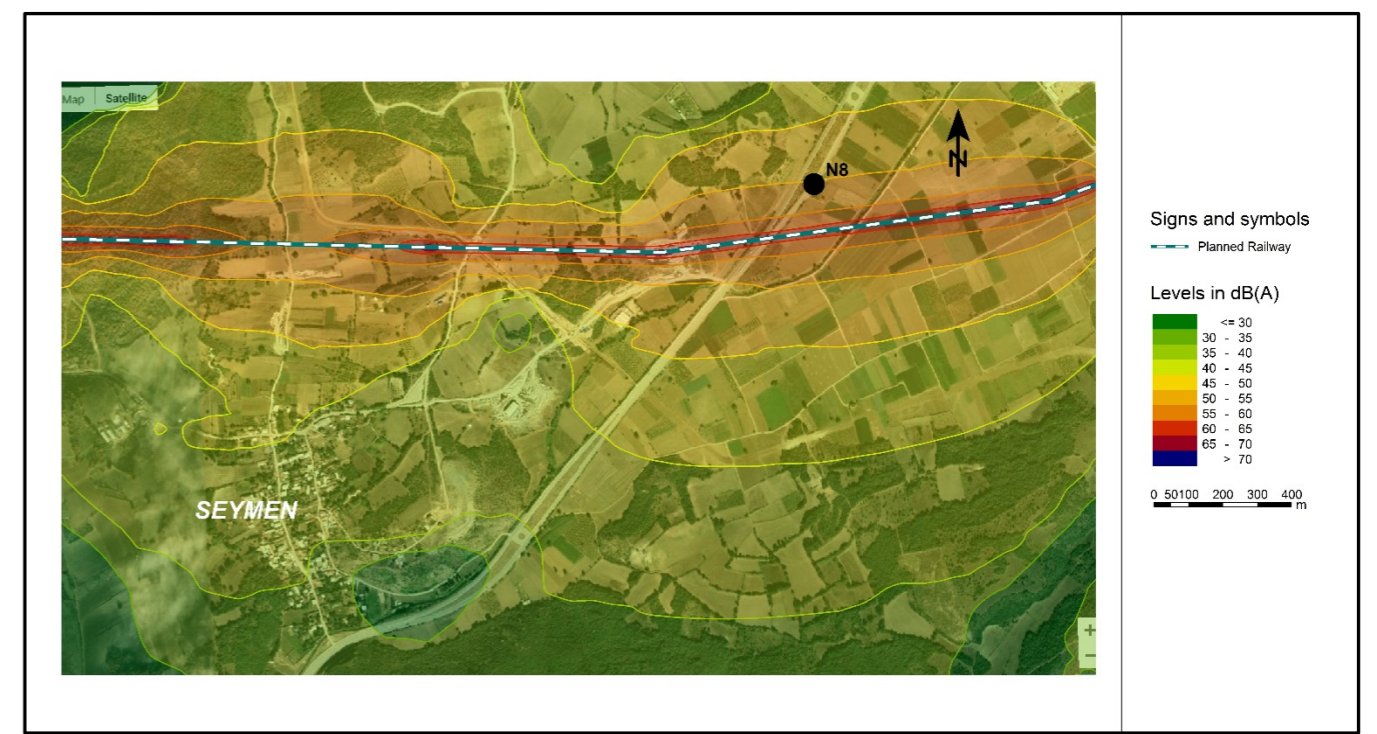 Map Satellite
N8
N
SEYMEN
+
−
Signs and symbols
Planned Railway
Levels in dB(A)
<= 30
30 - 35
35 - 40
40 - 45
45 - 50
50 - 55
55 - 60
60 - 65
65 - 70
> 70
0 50100 200 300 400
m